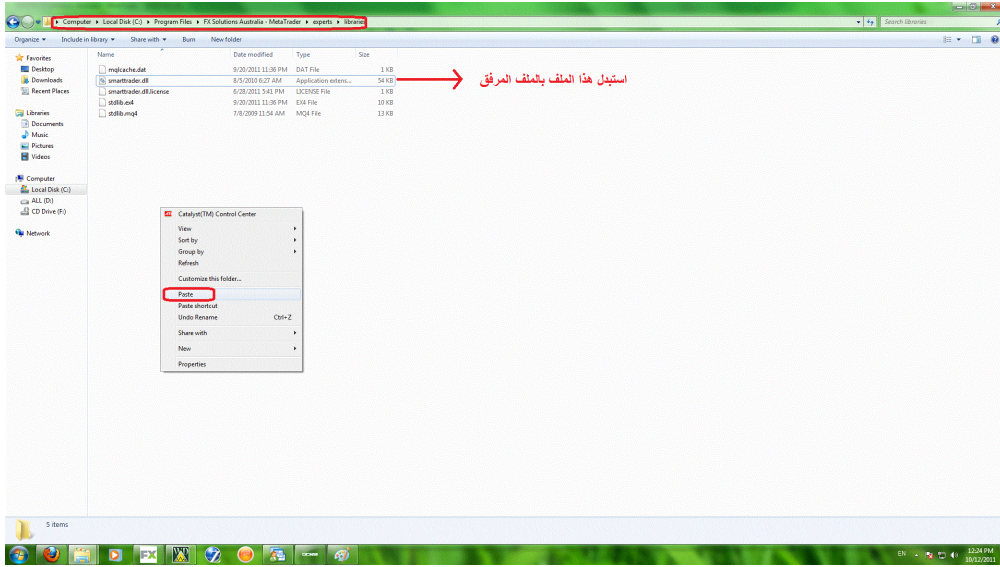 Computer ▸ Local Disk (C:) ▸ Program Files ▸ FX Solutions Australia - MetaTrader ▸ experts ▸ libraries
Search libraries
Organize Include in library Share with Burn New folder
Favorites
Desktop
Downloads
Recent Places
Libraries
Documents
Music
Pictures
Videos
Computer
Local Disk (C:)
ALL (D:)
CD Drive (F:)
Network
Name Date modified Type Size
mqlcache.dat 9/20/2011 11:36 PM DAT File 1 KB
smarttrader.dll 8/5/2010 6:27 AM Application extens... 54 KB
استبدل هذا الملف بالملف المرفق
smarttrader.dll.license 6/28/2011 5:41 PM LICENSE File 1 KB
stdlib.ex4 9/20/2011 11:36 PM EX4 File 10 KB
stdlib.mq4 7/8/2009 11:54 AM MQ4 File 13 KB
Catalyst(TM) Control Center
View
Sort by
Group by
Refresh
Customize this folder...
Paste
Paste shortcut
Undo Rename Ctrl+Z
Share with
New
Properties
5 items
FX
EN
12:24 PM
10/12/2011